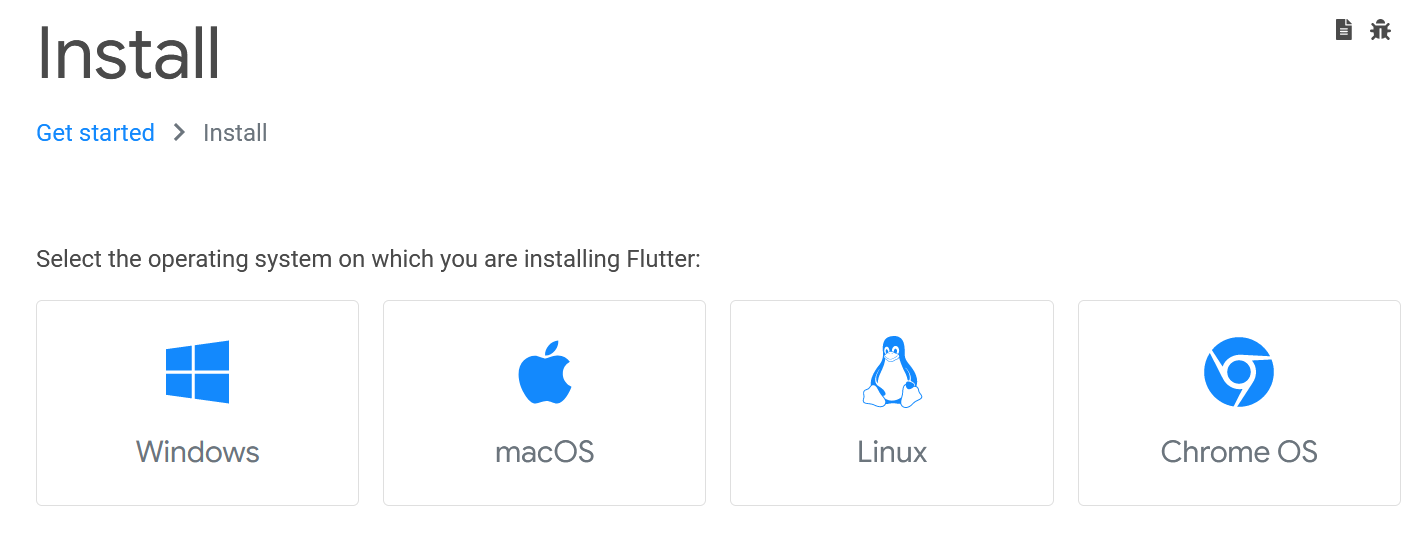 Install
Get started > Install
Select the operating system on which you are installing Flutter:
Windows
macOS
Linux
Chrome OS